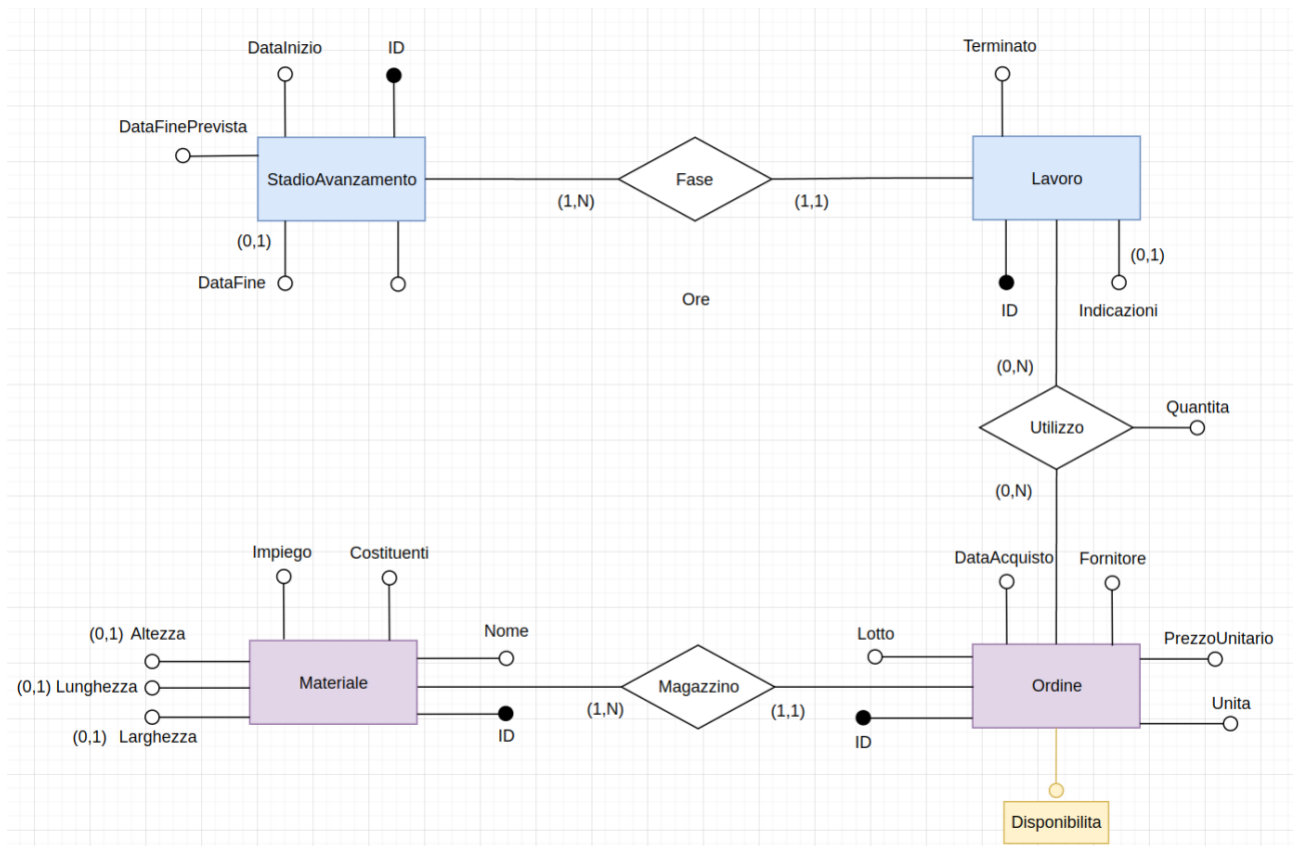 DataInizio
ID
Terminato
DataFinePrevista
StadioAvanzamento
Fase
Lavoro
(1,N)
(1,1)
(0,1)
(0,1)
DataFine
Ore
ID
Indicazioni
(0,N)
Quantita
Utilizzo
(0,N)
Impiego
Costituenti
DataAcquisto
Fornitore
(0,1) Altezza
Nome
Lotto
PrezzoUnitario
(0,1) Lunghezza
Materiale
Magazzino
Ordine
(1,N)
(1,1)
Unita
(0,1) Larghezza
ID
ID
Disponibilita